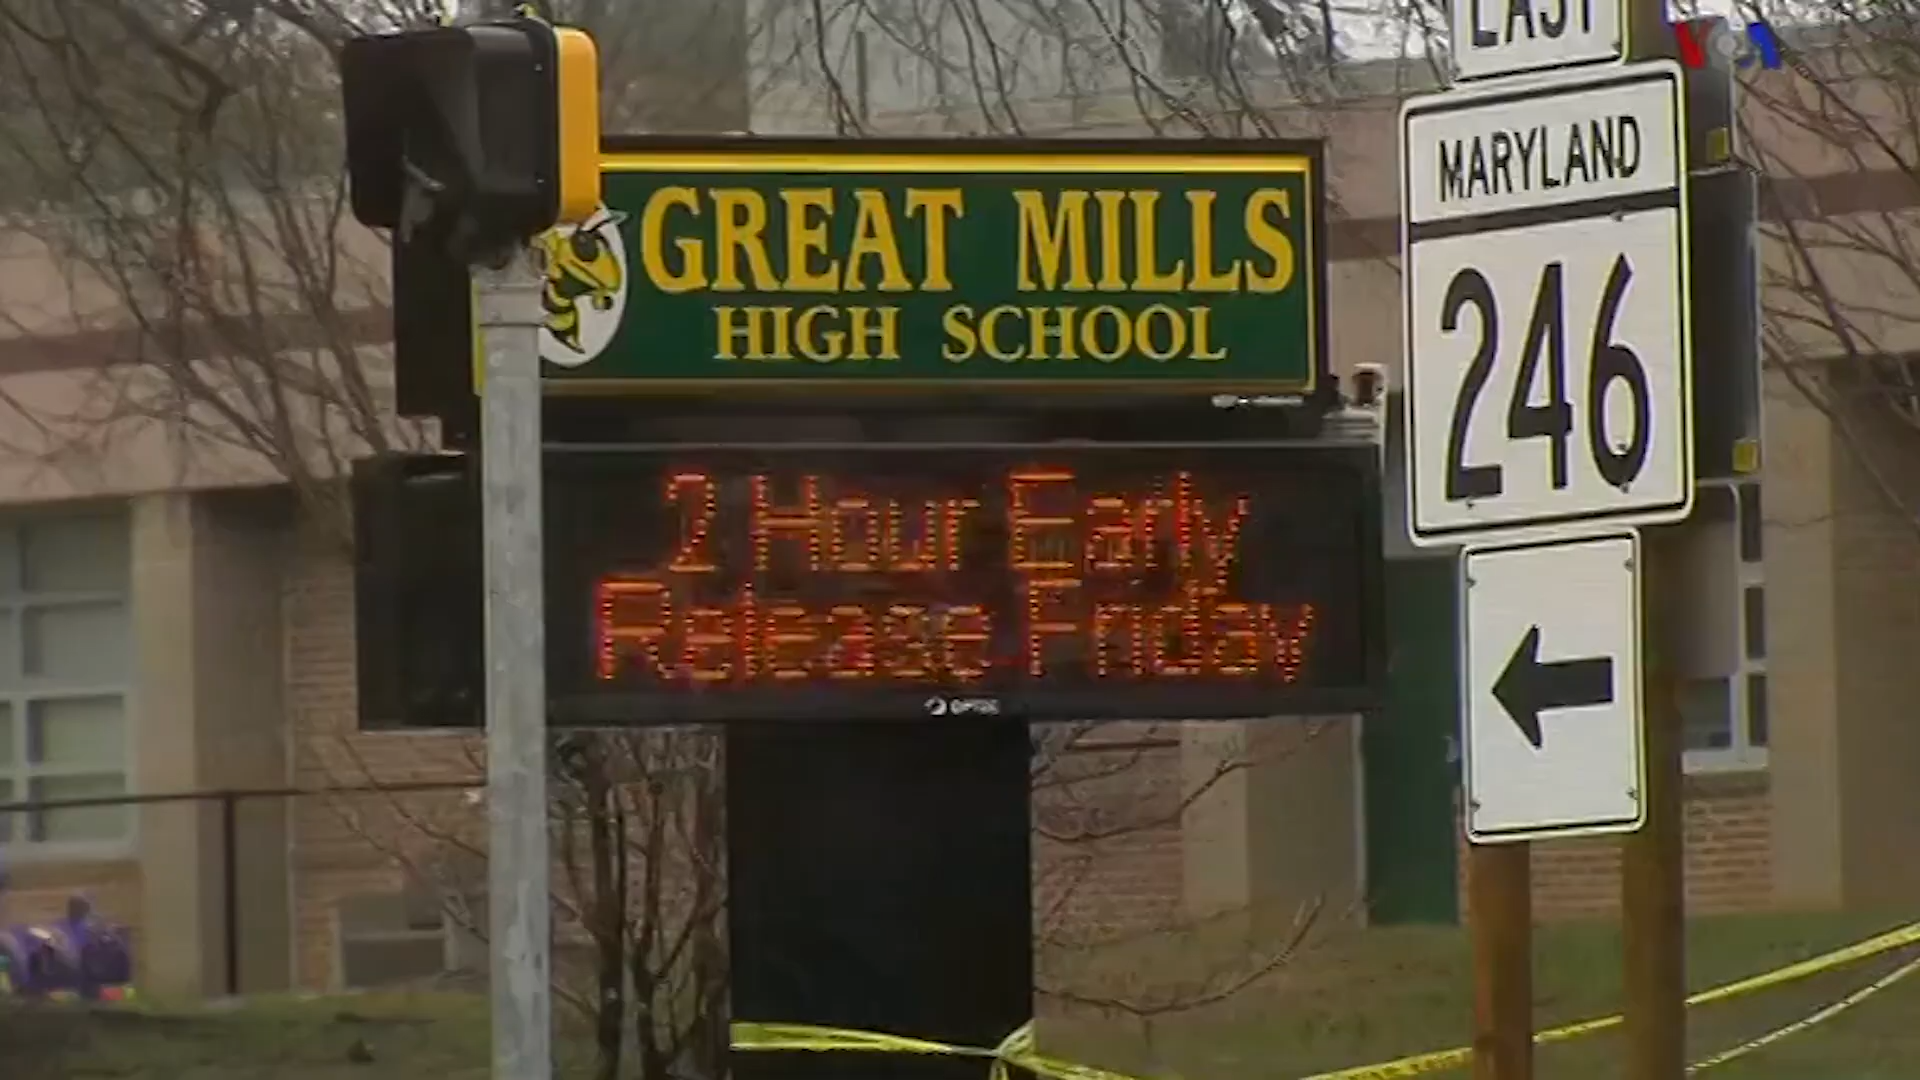 EAST
VOA
MARYLAND
246
GREAT MILLS
HIGH SCHOOL
2 Hour Early
Release Friday